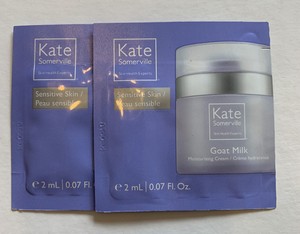 Kate
Somerville
Sensitive Skin /
Peau sensible
e 2 mL | 0.07 Fl. Oz.
Kate
Somerville
Sensitive Skin /
Peau sensible
e 2 mL | 0.07 Fl. Oz.
Kate
Somerville
Goat Milk
Moisturizing Cream / Crème hydratante